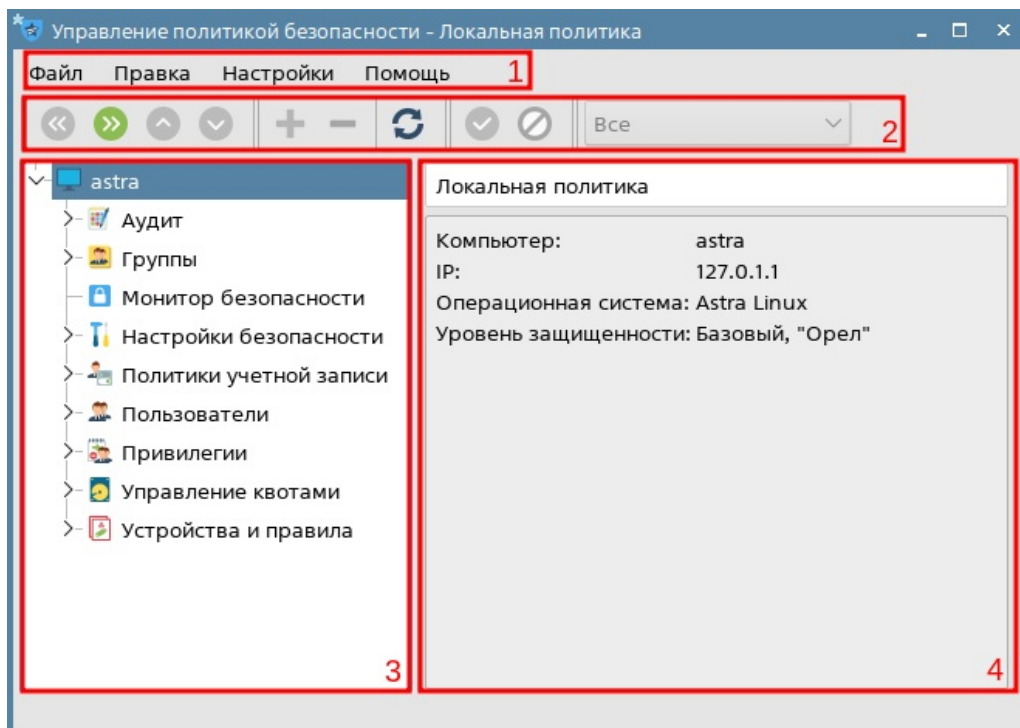 Управление политикой безопасности - Локальная политика
Файл Правка Настройки Помощь 1
Все 2
astra
Аудит
Группы
Монитор безопасности
Настройки безопасности
Политики учетной записи
Пользователи
Привилегии
Управление квотами
Устройства и правила
3
Локальная политика
Компьютер: astra
IP: 127.0.1.1
Операционная система: Astra Linux
Уровень защищенности: Базовый, "Орел"
4